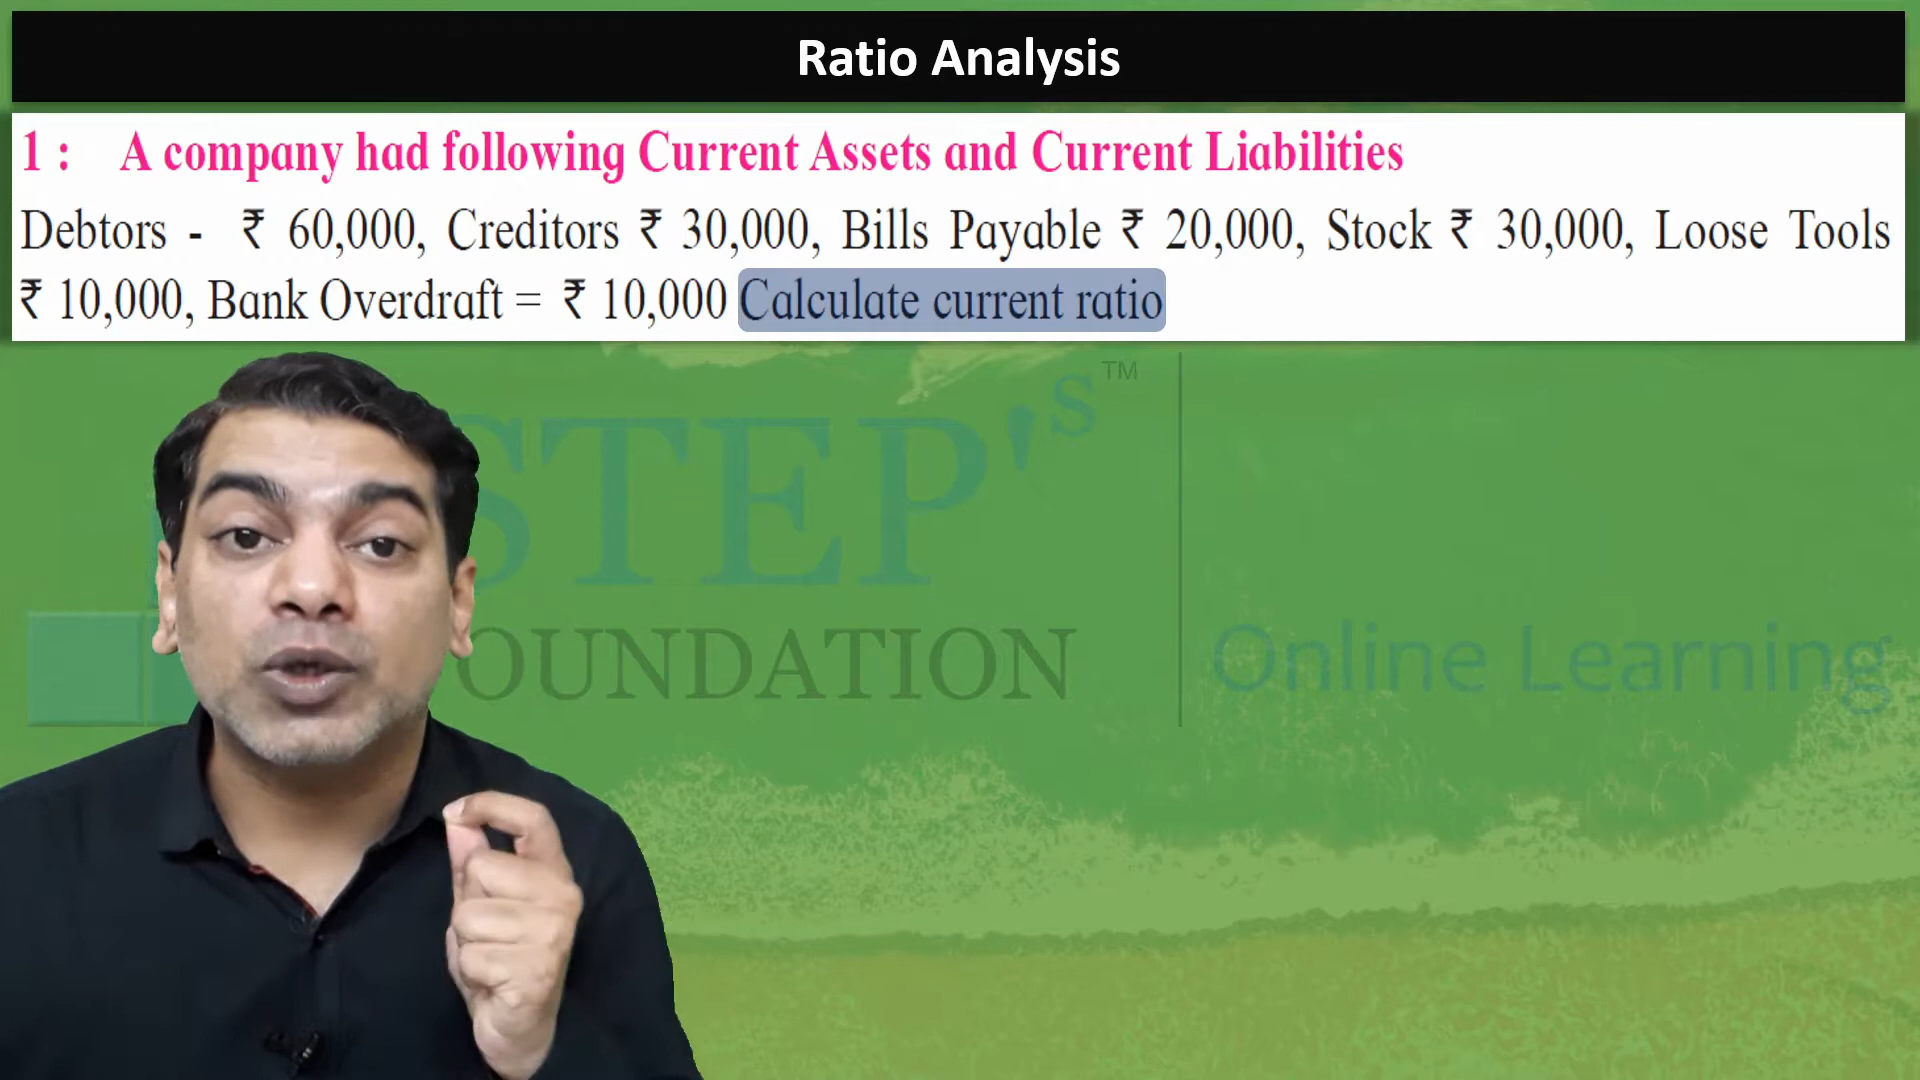 Ratio Analysis
1 : A company had following Current Assets and Current Liabilities
Debtors - ₹ 60,000, Creditors ₹ 30,000, Bills Payable ₹ 20,000, Stock ₹ 30,000, Loose Tools
₹ 10,000, Bank Overdraft = ₹ 10,000 Calculate current ratio
STEP's TM
OUNDATION
Online Learning